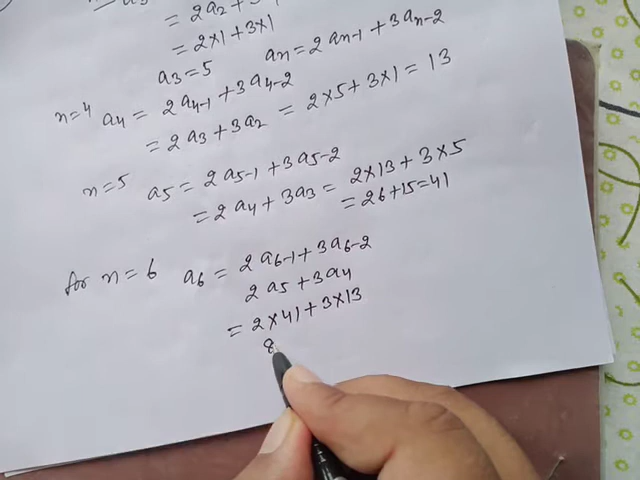 = 2a2 +
= 2×1 + 3×1
a3 = 5 an = 2an-1 + 3an-2
n=4 a4 = 2a4-1 + 3a4-2
= 2a3 + 3a2 = 2×5 + 3×1 = 13
n=5 a5 = 2a5-1 + 3a5-2
= 2a4 + 3a3 = 2×13 + 3×5
= 26+15=41
for n=6 a6 = 2a6-1 + 3a6-2
2a5 + 3a4
= 2×41 + 3×13
8